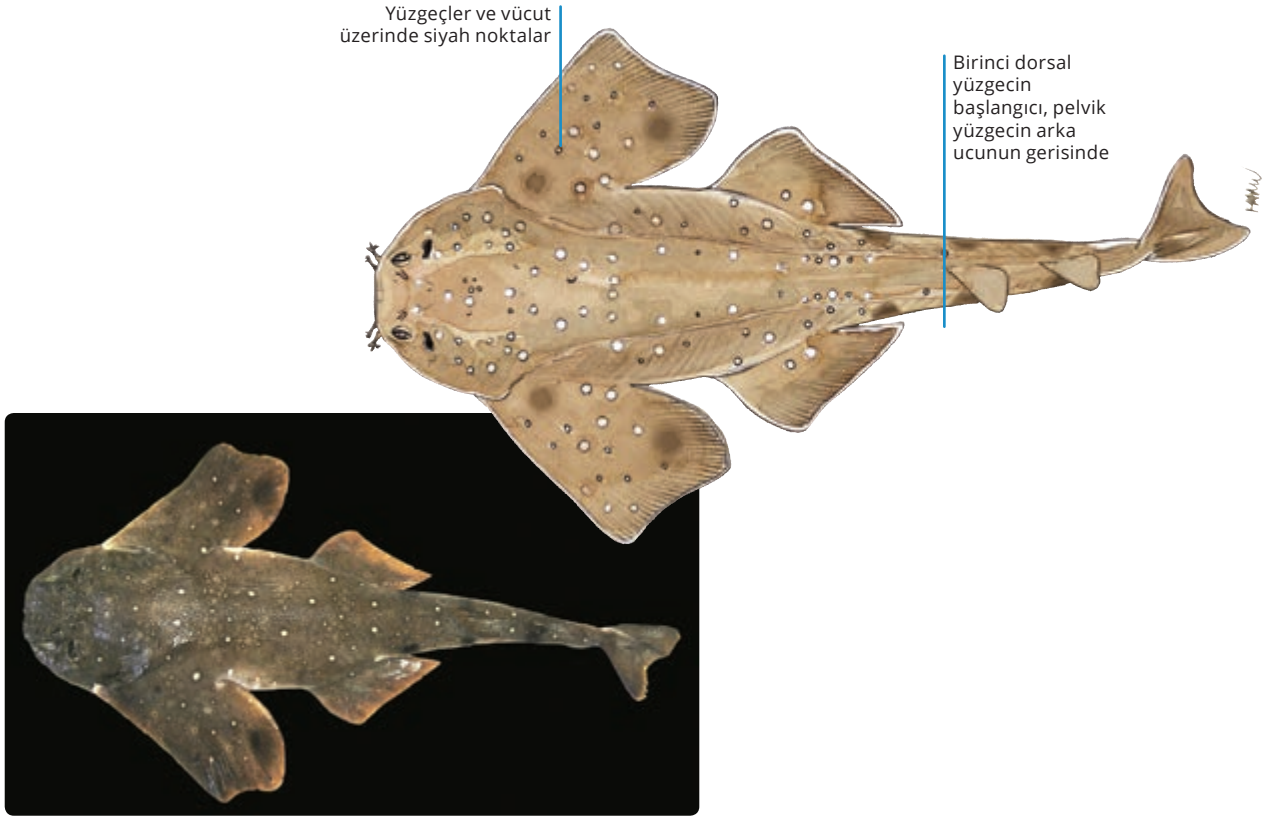 Yüzgeçler ve vücut
üzerinde siyah noktalar
Birinci dorsal
yüzgecin
başlangıcı, pelvik
yüzgecin arka
ucunun gerisinde